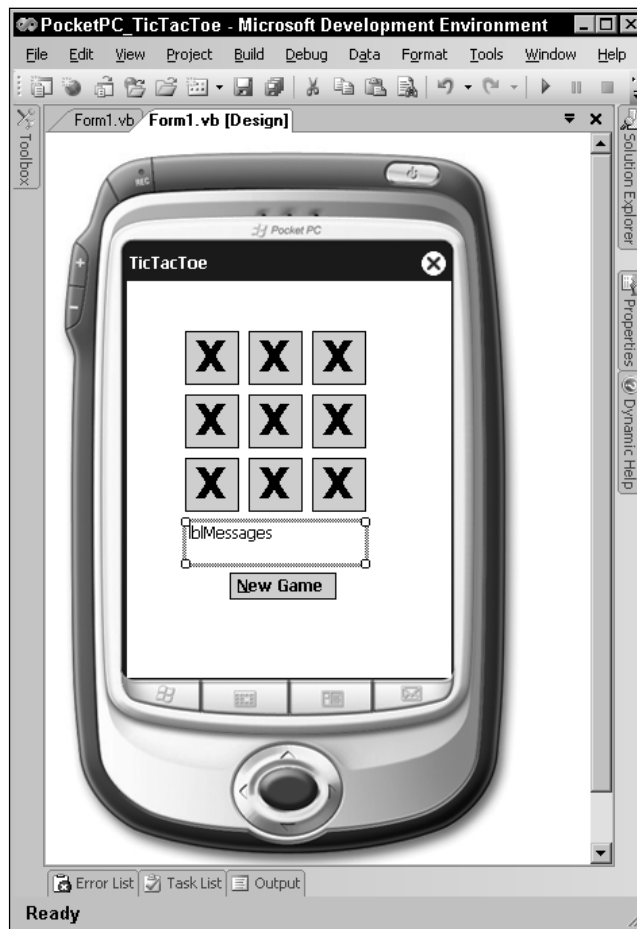 PocketPC_TicTacToe - Microsoft Development Environment
File Edit View Project Build Debug Data Format Tools Window Help
Toolbox
Form1.vb Form1.vb [Design]
Solution Explorer
Properties
Dynamic Help
REC
Pocket PC
TicTacToe
X X X
X X X
X X X
lblMessages
New Game
Error List Task List Output
Ready